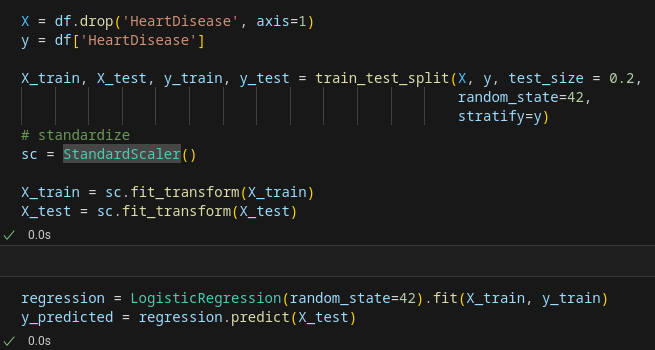 X = df.drop('HeartDisease', axis=1)
y = df['HeartDisease']
X_train, X_test, y_train, y_test = train_test_split(X, y, test_size = 0.2,
random_state=42,
stratify=y)
# standardize
sc = StandardScaler()
X_train = sc.fit_transform(X_train)
X_test = sc.fit_transform(X_test)
0.0s
regression = LogisticRegression(random_state=42).fit(X_train, y_train)
y_predicted = regression.predict(X_test)
0.0s